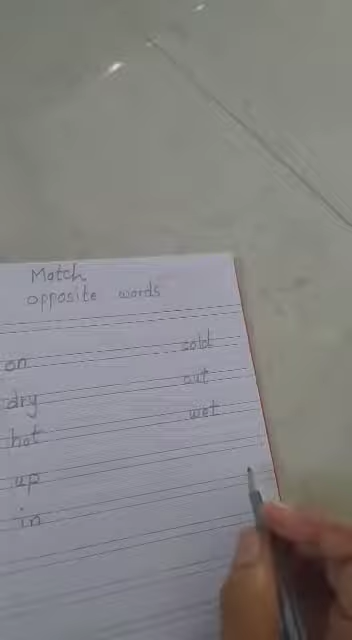 Match
opposite words
on cold
dry out
hot wet
up
in